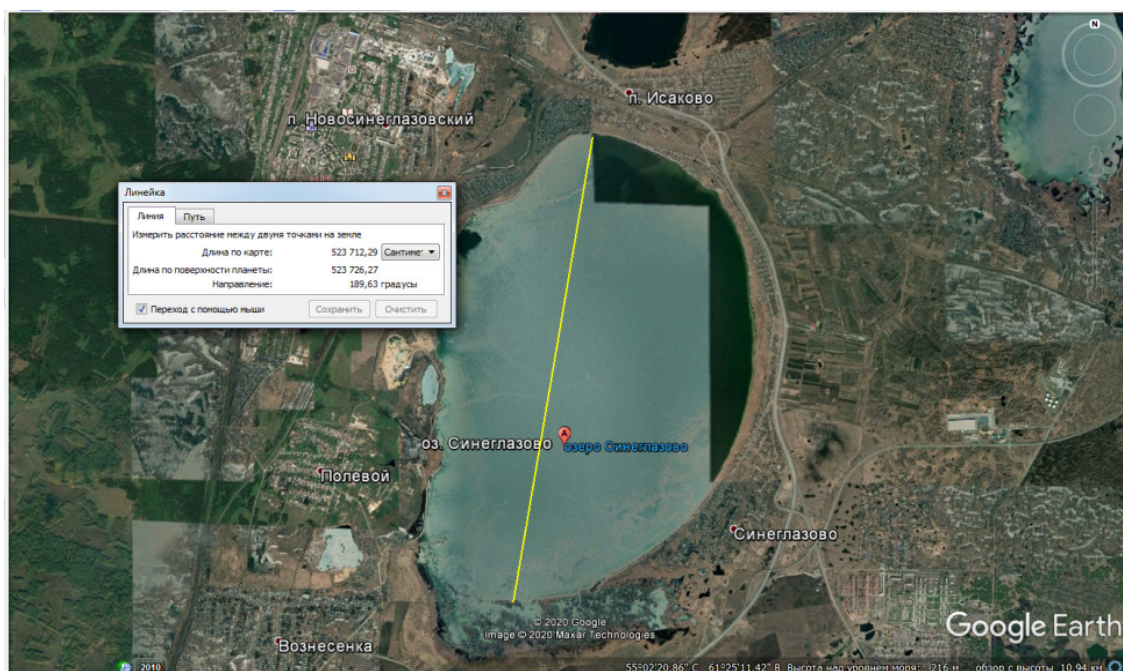 N
п. Исаково
п. Новосинеглазовский
Линейка
Линия
Путь
Измерить расстояние между двумя точками на земле
Длина по карте: 523 712,29 Сантиме
Длина по поверхности планеты: 523 726,27
Направление: 189,63 градусы
Переход с помощью мыши
Сохранить
Очистить
оз. Синеглазово
A
озеро Синеглазово
Полевой
Синеглазово
Вознесенка
© 2020 Google
Image © 2020 Maxar Technologies
Google Earth
2010
55°02'20.86" С 61°25'11.42" В Высота над уровнем моря: 216 м обзор с высоты 10.94 км